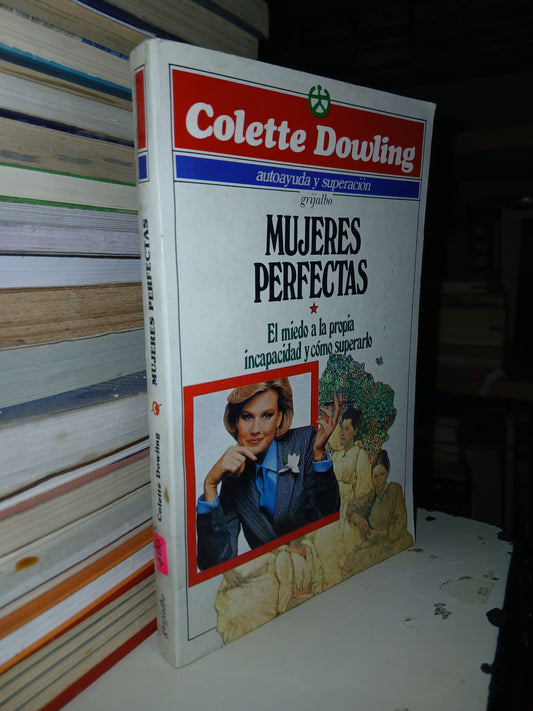 Colette Dowling
autoayuda y superación
grijalbo
MUJERES
PERFECTAS
El miedo a la propia
incapacidad y cómo superarlo
MUJERES PERFECTAS
Colette Dowling
grijalbo